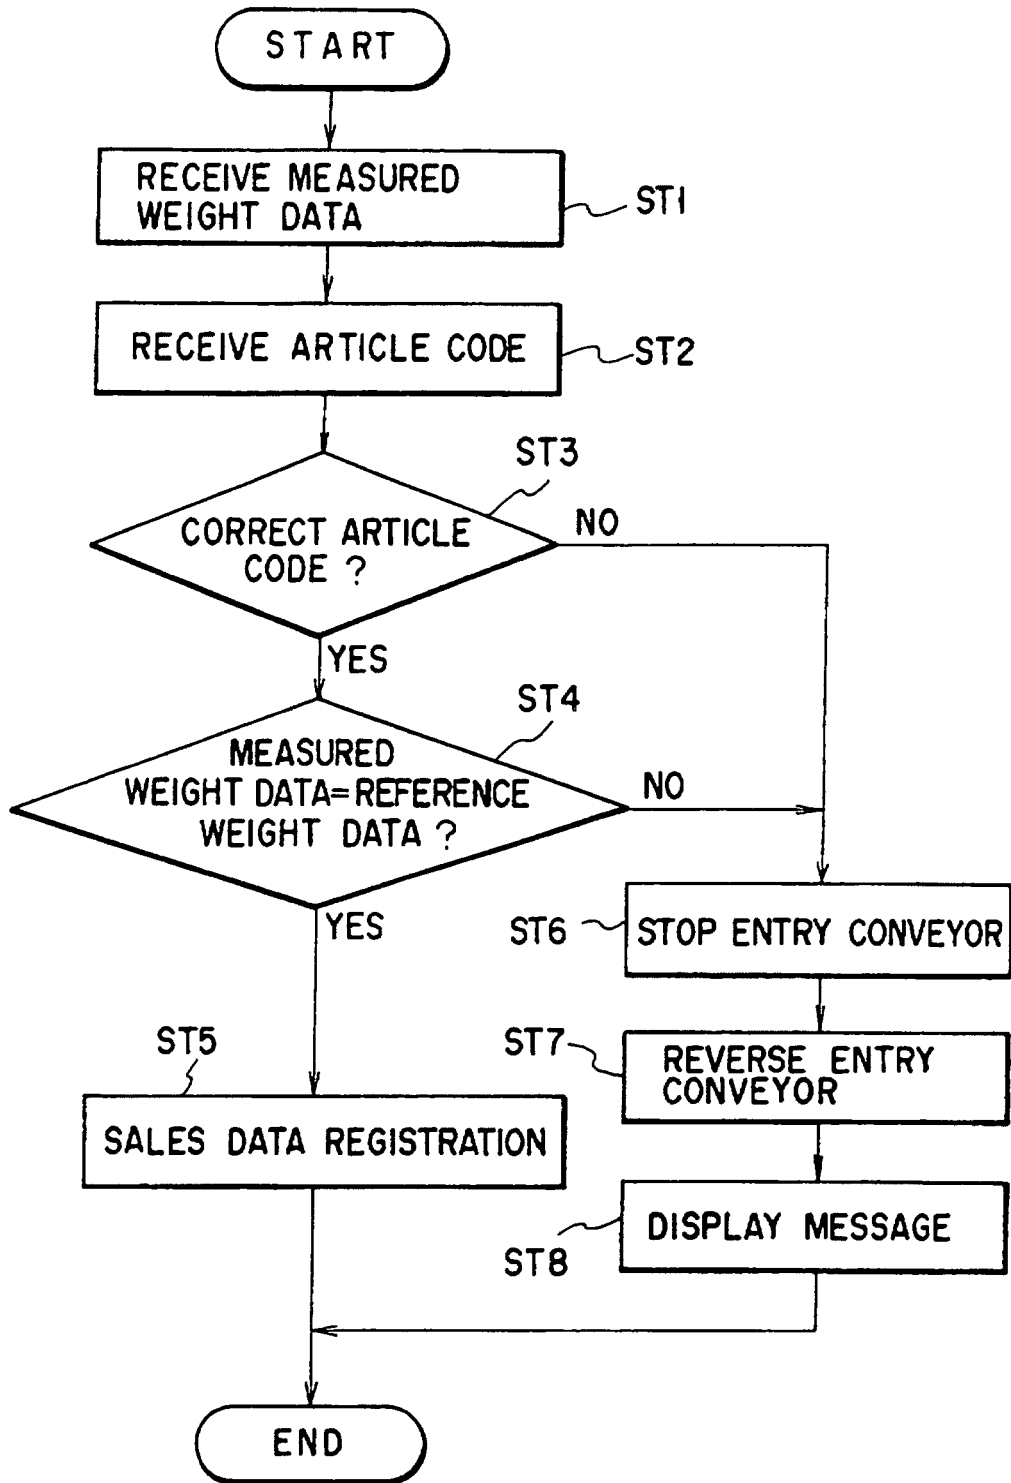 START
RECEIVE MEASURED
WEIGHT DATA
ST1
RECEIVE ARTICLE CODE
ST2
ST3
CORRECT ARTICLE
CODE ?
NO
YES
ST4
MEASURED
WEIGHT DATA=REFERENCE
WEIGHT DATA ?
NO
YES
ST6
STOP ENTRY CONVEYOR
ST5
ST7
REVERSE ENTRY
CONVEYOR
SALES DATA REGISTRATION
ST8
DISPLAY MESSAGE
END